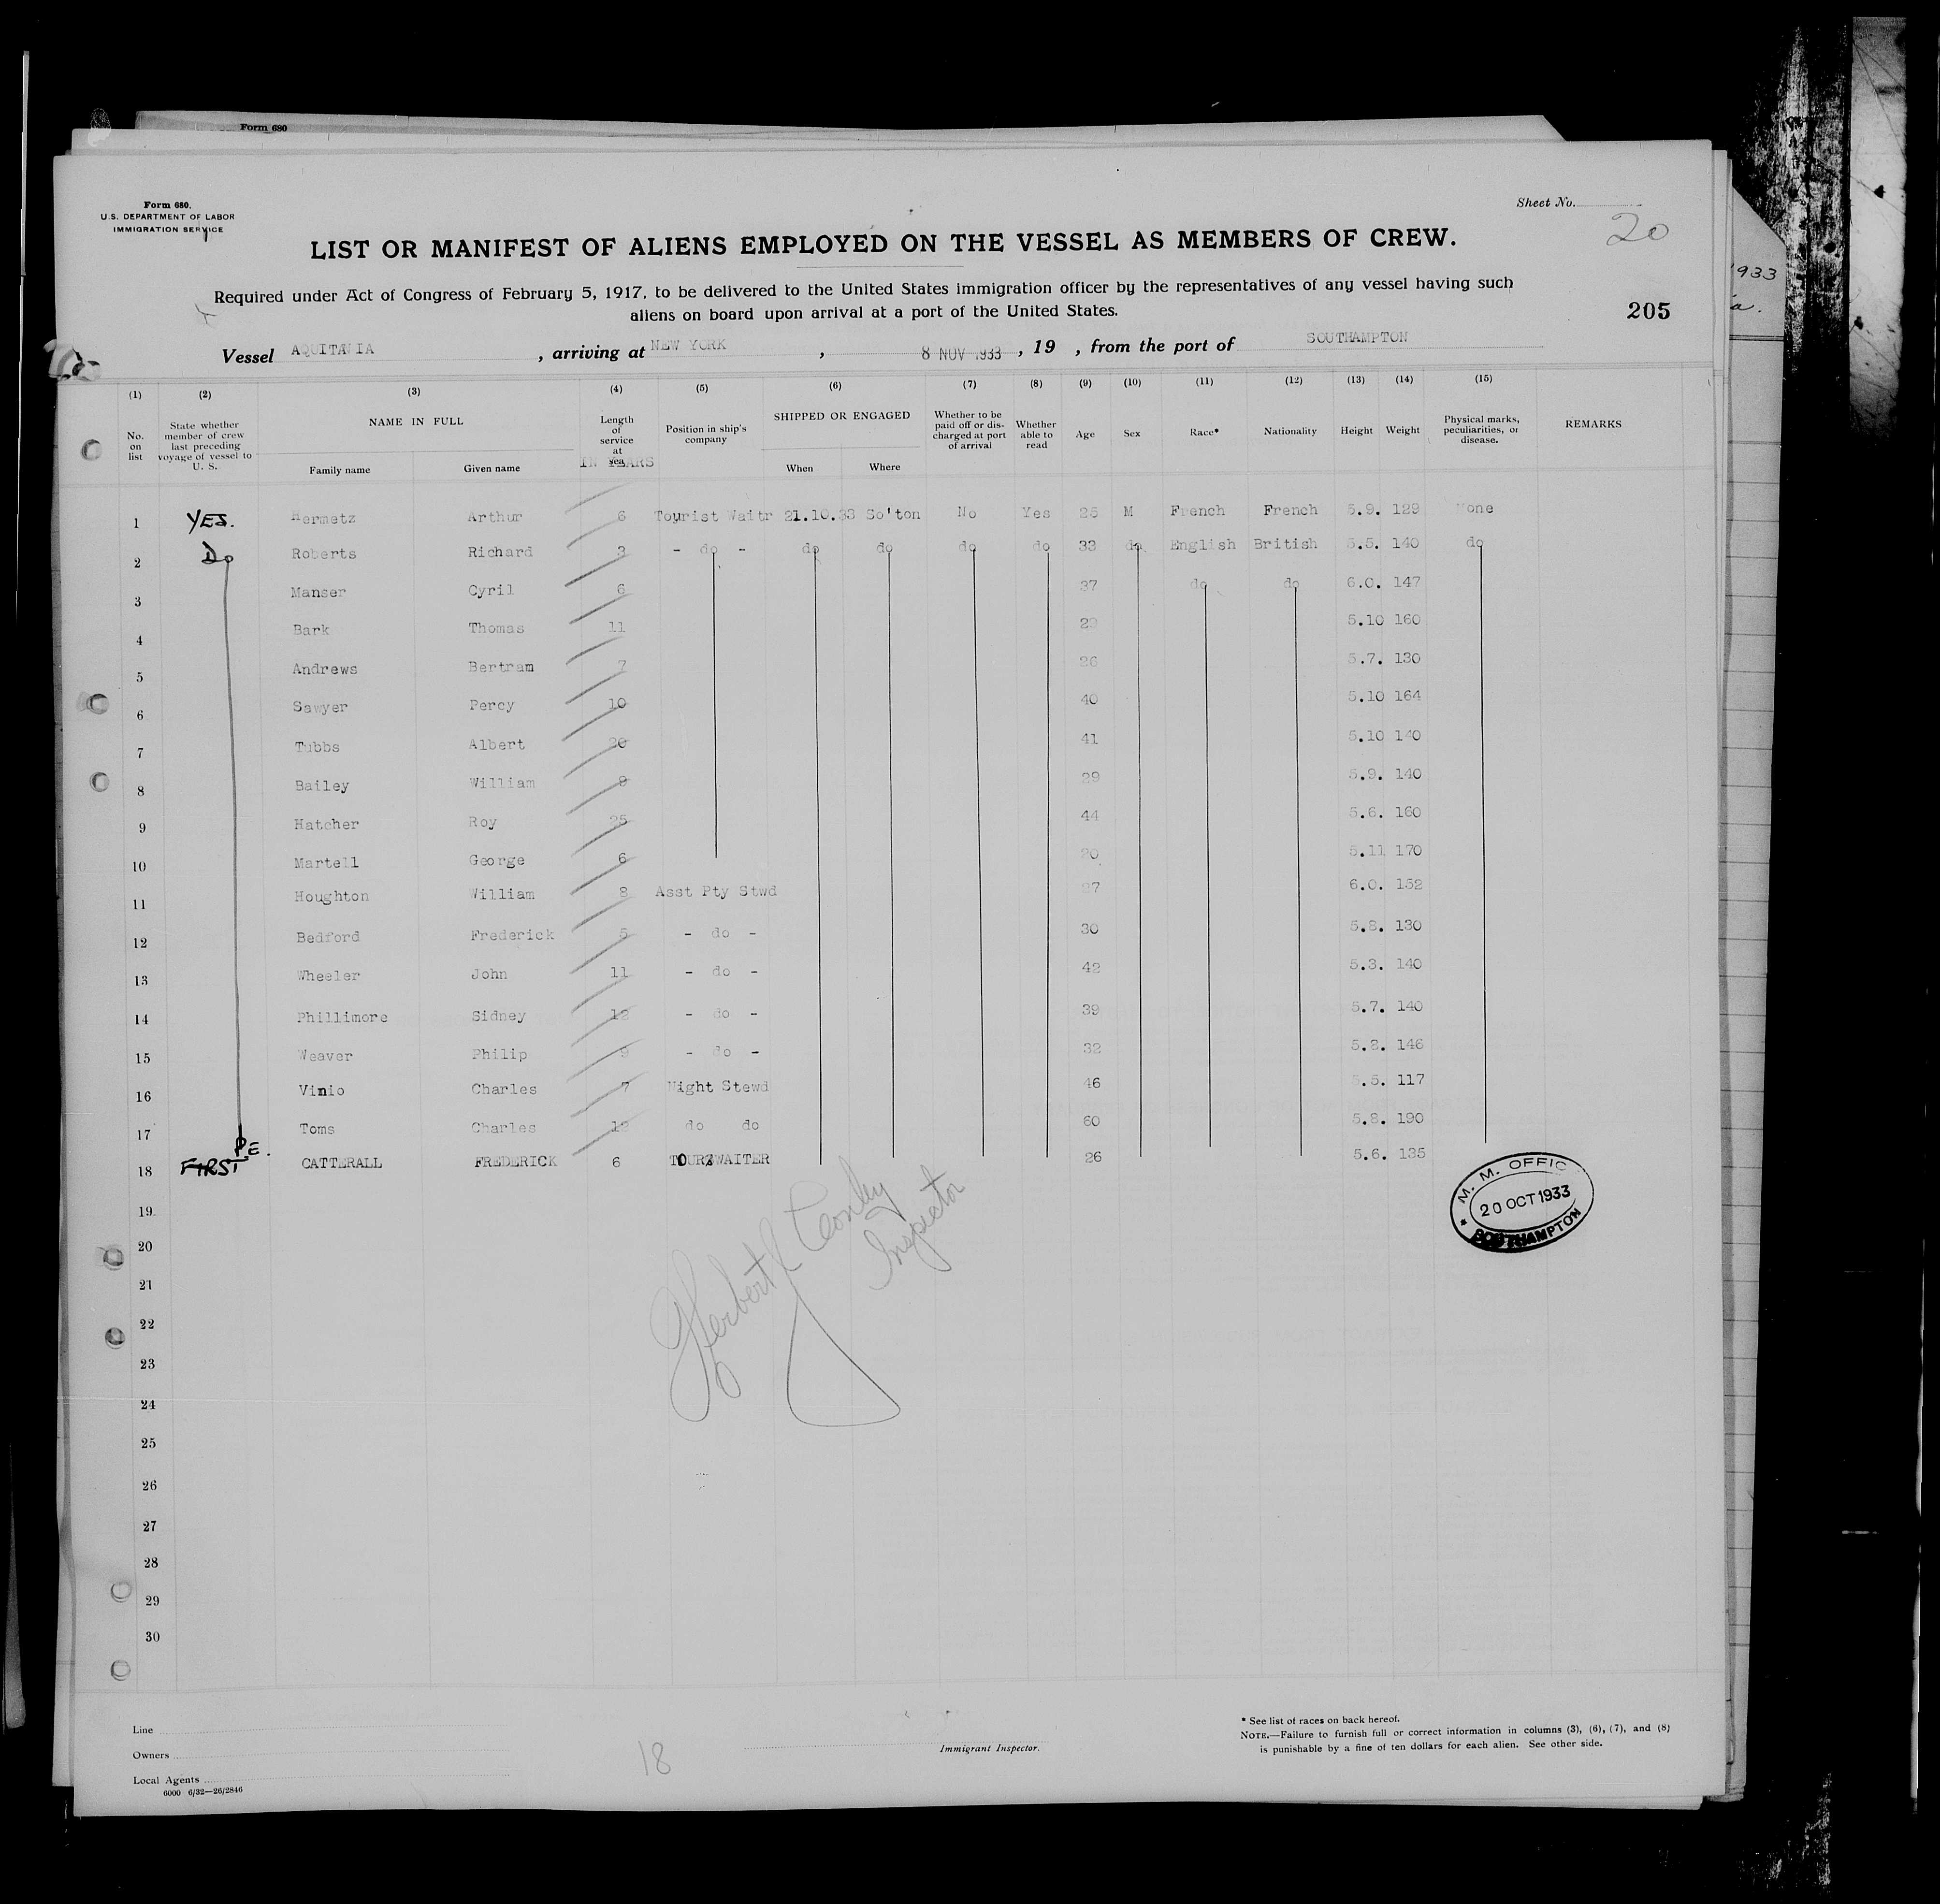 Form 680
Form 680.
U.S. DEPARTMENT OF LABOR
IMMIGRATION SERVICE
Sheet No.
20
LIST OR MANIFEST OF ALIENS EMPLOYED ON THE VESSEL AS MEMBERS OF CREW.
Required under Act of Congress of February 5, 1917, to be delivered to the United States immigration officer by the representatives of any vessel having such
aliens on board upon arrival at a port of the United States.
205
1933
Vessel AQUITANIA , arriving at NEW YORK , 8 NOV 1933 , 19 , from the port of SOUTHAMPTON
(1) (2) (3) (4) (5) (6) (7) (8) (9) (10) (11) (12) (13) (14) (15)
No. on list State whether member of crew last preceding voyage of vessel to U. S. NAME IN FULL Family name Given name Length of service at sea IN YEARS Position in ship's company SHIPPED OR ENGAGED When Where Whether to be paid off or discharged at port of arrival Whether able to read Age Sex Race* Nationality Height Weight Physical marks, peculiarities, or disease. REMARKS
1 YES. Hermetz Arthur 6 Tourist Waitr 21.10.33 So'ton No Yes 25 M French French 5.9. 129 None
2 Do Roberts Richard 3 - do - do do do do 33 do English British 5.5. 140 do
3 Manser Cyril 6 37 do do 6.0. 147
4 Bark Thomas 11 29 5.10 160
5 Andrews Bertram 7 26 5.7. 130
6 Sawyer Percy 10 40 5.10 164
7 Tubbs Albert 20 41 5.10 140
8 Bailey William 9 29 5.9. 140
9 Hatcher Roy 25 44 5.6. 160
10 Martell George 6 20 5.11 170
11 Houghton William 8 Asst Pty Stwd 27 6.0. 152
12 Bedford Frederick 5 - do - 30 5.8. 130
13 Wheeler John 11 - do - 42 5.3. 140
14 Phillimore Sidney 12 - do - 39 5.7. 140
15 Weaver Philip 9 - do - 32 5.8. 146
16 Vinio Charles 7 Night Stewd 46 5.5. 117
17 Toms Charles 12 do do 60 5.8. 190
18 FIRST P.E. CATTERALL FREDERICK 6 TOUR WAITER 26 5.6. 135
M. M. OFFIC
20 OCT 1933
SOUTHAMPTON
19
20
21
22
23
24
25
26
27
28
29
30
Herbert Inspector
Line
Owners
Local Agents
6000 6/32—26/2846
18
Immigrant Inspector.
* See list of races on back hereof.
NOTE.—Failure to furnish full or correct information in columns (3), (6), (7), and (8)
is punishable by a fine of ten dollars for each alien. See other side.